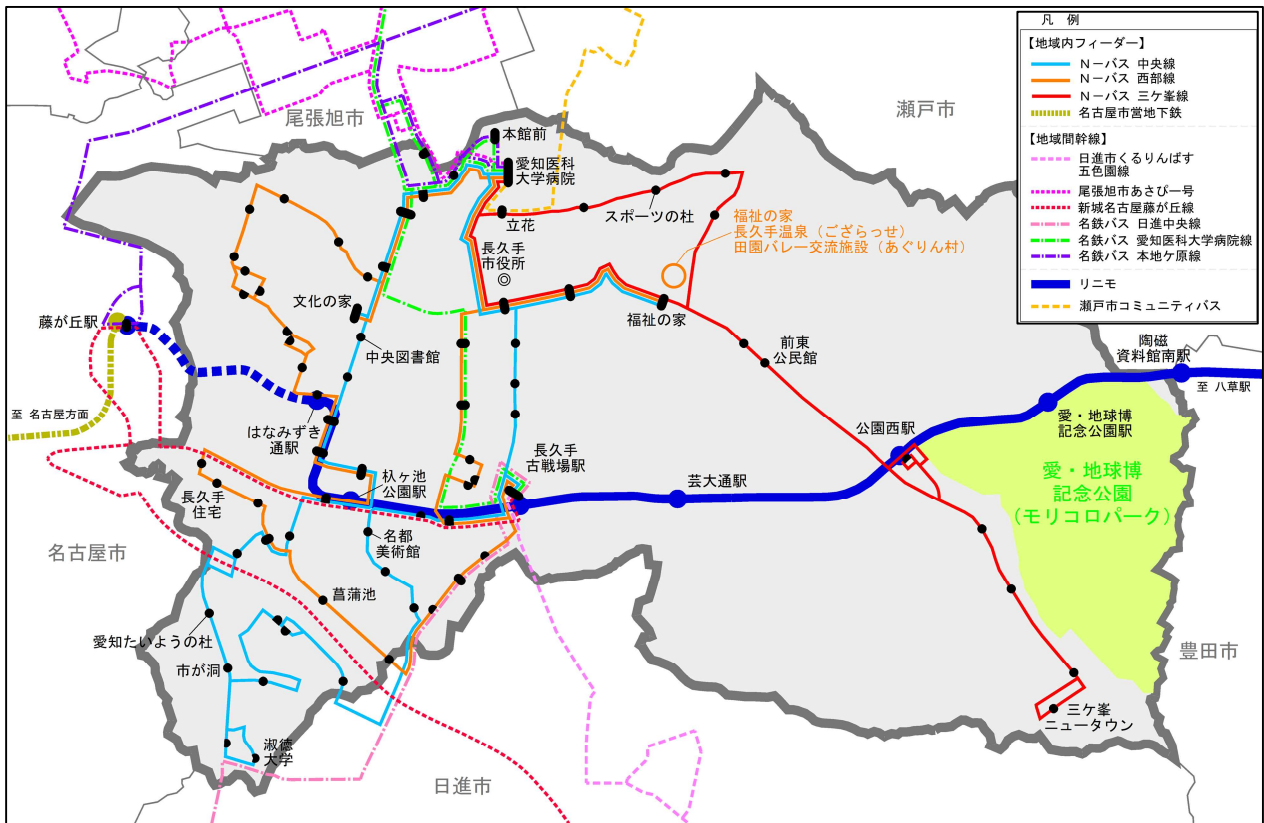 凡 例
【地域内フィーダー】
N－バス 中央線
N－バス 西部線
N－バス 三ケ峯線
名古屋市営地下鉄
【地域間幹線】
日進市くるりんばす
五色園線
尾張旭市あさぴー号
新城名古屋藤が丘線
名鉄バス 日進中央線
名鉄バス 愛知医科大学病院線
名鉄バス 本地ケ原線
リニモ
瀬戸市コミュニティバス
尾張旭市
瀬戸市
本館前
愛知医科
大学病院
スポーツの杜
立花
福祉の家
長久手温泉（ござらっせ）
田園バレー交流施設（あぐりん村）
長久手
市役所
◎
文化の家
福祉の家
藤が丘駅
中央図書館
前東
公民館
陶磁
資料館南駅
至 八草駅
至 名古屋方面
はなみずき
通駅
公園西駅
愛・地球博
記念公園駅
長久手
古戦場駅
杁ヶ池
公園駅
芸大通駅
愛・地球博
記念公園
（モリコロパーク）
長久手
住宅
名古屋市
名都
美術館
菖蒲池
愛知たいようの杜
市が洞
豊田市
三ケ峯
ニュータウン
淑徳
大学
日進市